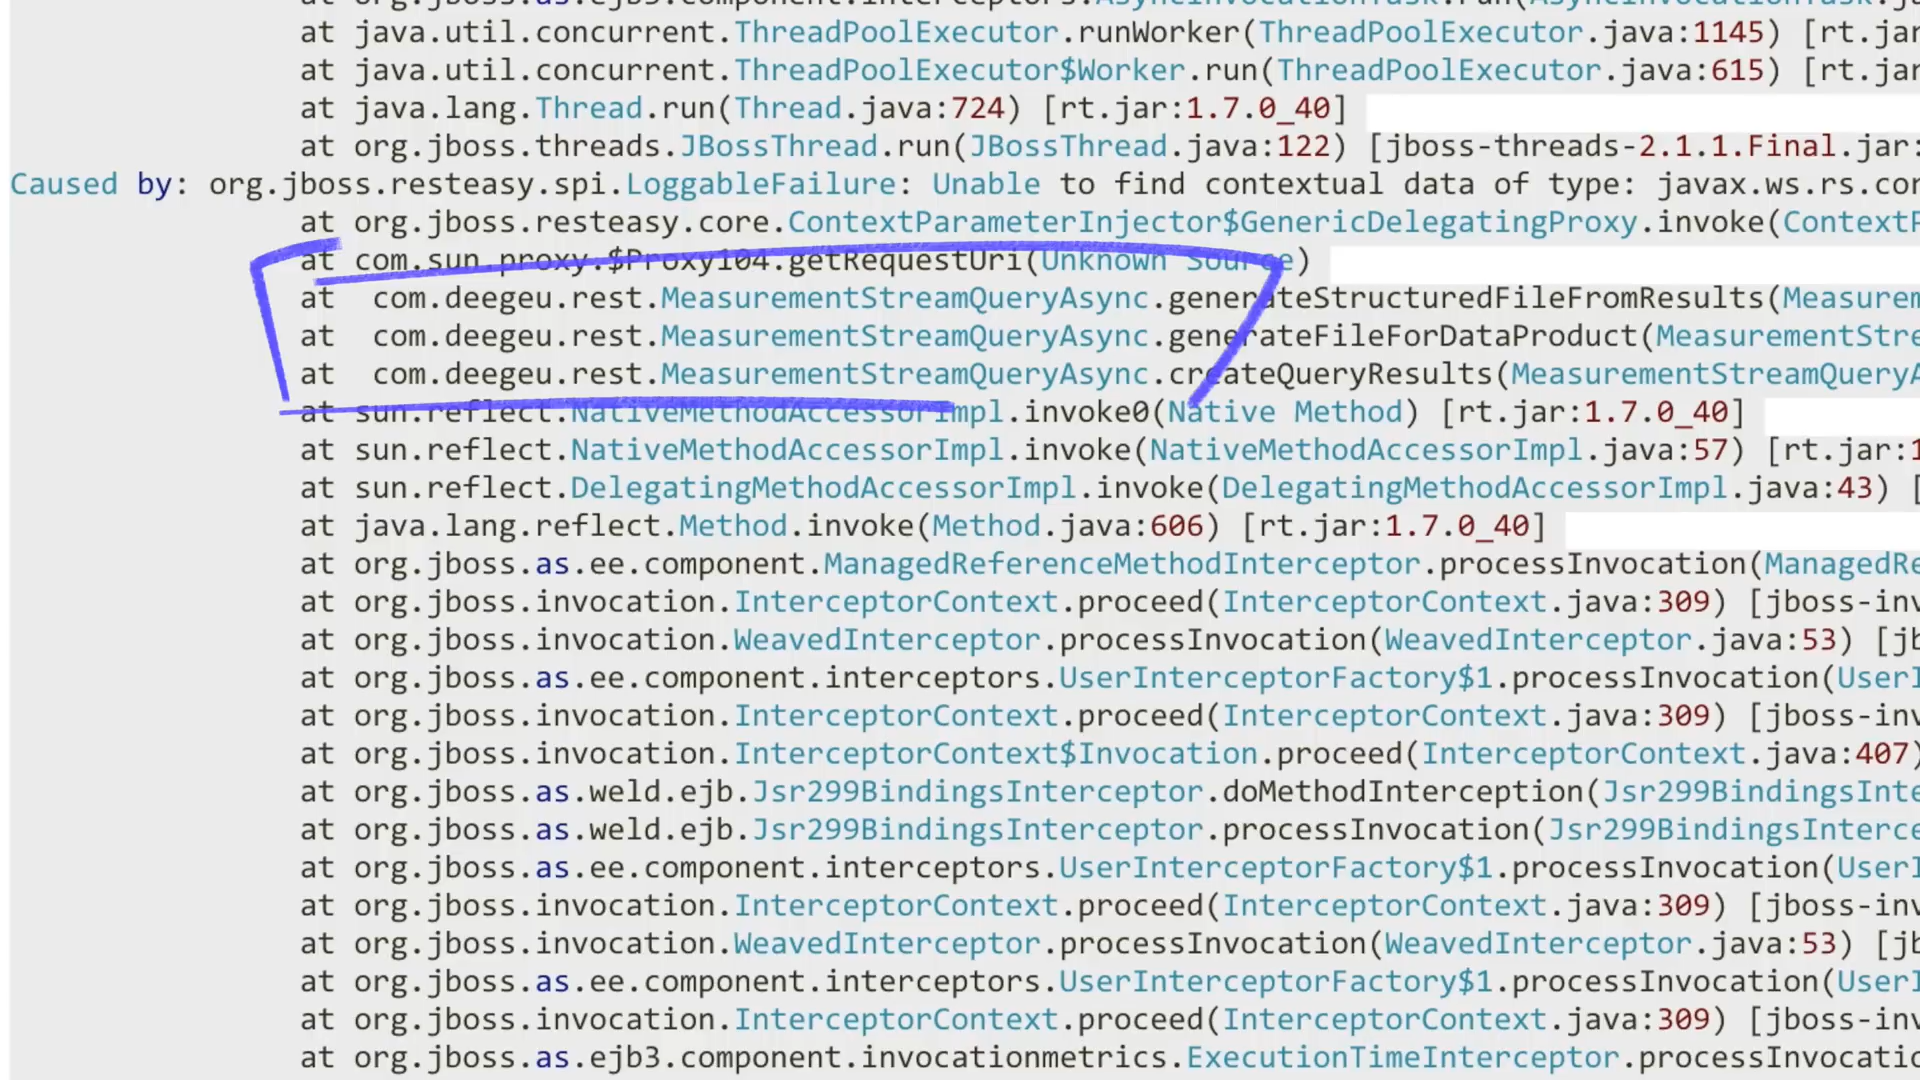 at org.jboss.as.ejb3.component.interceptors.AsyncInvocationTask.run(AsyncInvocationTask.j
at java.util.concurrent.ThreadPoolExecutor.runWorker(ThreadPoolExecutor.java:1145) [rt.jar
at java.util.concurrent.ThreadPoolExecutor$Worker.run(ThreadPoolExecutor.java:615) [rt.jar
at java.lang.Thread.run(Thread.java:724) [rt.jar:1.7.0_40]
at org.jboss.threads.JBossThread.run(JBossThread.java:122) [jboss-threads-2.1.1.Final.jar:
Caused by: org.jboss.resteasy.spi.LoggableFailure: Unable to find contextual data of type: javax.ws.rs.cor
at org.jboss.resteasy.core.ContextParameterInjector$GenericDelegatingProxy.invoke(ContextP
at com.sun.proxy.$Proxy104.getRequestUri(Unknown Source)
at  com.deegeu.rest.MeasurementStreamQueryAsync.generateStructuredFileFromResults(Measurem
at  com.deegeu.rest.MeasurementStreamQueryAsync.generateFileForDataProduct(MeasurementStre
at  com.deegeu.rest.MeasurementStreamQueryAsync.createQueryResults(MeasurementStreamQueryA
at sun.reflect.NativeMethodAccessorImpl.invoke0(Native Method) [rt.jar:1.7.0_40]
at sun.reflect.NativeMethodAccessorImpl.invoke(NativeMethodAccessorImpl.java:57) [rt.jar:1
at sun.reflect.DelegatingMethodAccessorImpl.invoke(DelegatingMethodAccessorImpl.java:43) [
at java.lang.reflect.Method.invoke(Method.java:606) [rt.jar:1.7.0_40]
at org.jboss.as.ee.component.ManagedReferenceMethodInterceptor.processInvocation(ManagedRe
at org.jboss.invocation.InterceptorContext.proceed(InterceptorContext.java:309) [jboss-inv
at org.jboss.invocation.WeavedInterceptor.processInvocation(WeavedInterceptor.java:53) [jb
at org.jboss.as.ee.component.interceptors.UserInterceptorFactory$1.processInvocation(UserI
at org.jboss.invocation.InterceptorContext.proceed(InterceptorContext.java:309) [jboss-inv
at org.jboss.invocation.InterceptorContext$Invocation.proceed(InterceptorContext.java:407)
at org.jboss.as.weld.ejb.Jsr299BindingsInterceptor.doMethodInterception(Jsr299BindingsInte
at org.jboss.as.weld.ejb.Jsr299BindingsInterceptor.processInvocation(Jsr299BindingsInterce
at org.jboss.as.ee.component.interceptors.UserInterceptorFactory$1.processInvocation(UserI
at org.jboss.invocation.InterceptorContext.proceed(InterceptorContext.java:309) [jboss-inv
at org.jboss.invocation.WeavedInterceptor.processInvocation(WeavedInterceptor.java:53) [jb
at org.jboss.as.ee.component.interceptors.UserInterceptorFactory$1.processInvocation(UserI
at org.jboss.invocation.InterceptorContext.proceed(InterceptorContext.java:309) [jboss-inv
at org.jboss.as.ejb3.component.invocationmetrics.ExecutionTimeInterceptor.processInvocatio